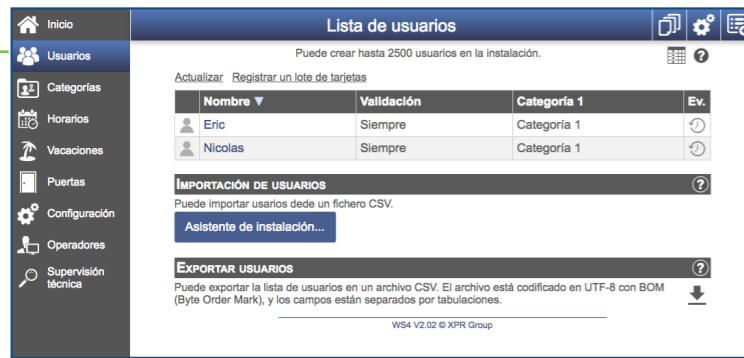 Inicio
Lista de usuarios
Usuarios
Puede crear hasta 2500 usuarios en la instalación.
Categorías
Actualizar Registrar un lote de tarjetas
Nombre Validación Categoría 1 Ev.
Horarios
Eric Siempre Categoría 1
Vacaciones
Nicolas Siempre Categoría 1
Puertas
IMPORTACIÓN DE USUARIOS
Puede importar usarios dede un fichero CSV.
Configuración
Asistente de instalación...
Operadores
Supervisión
técnica
EXPORTAR USUARIOS
Puede exportar la lista de usuarios en un archivo CSV. El archivo está codificado en UTF-8 con BOM
(Byte Order Mark), y los campos están separados por tabulaciones.
WS4 V2.02 © XPR Group